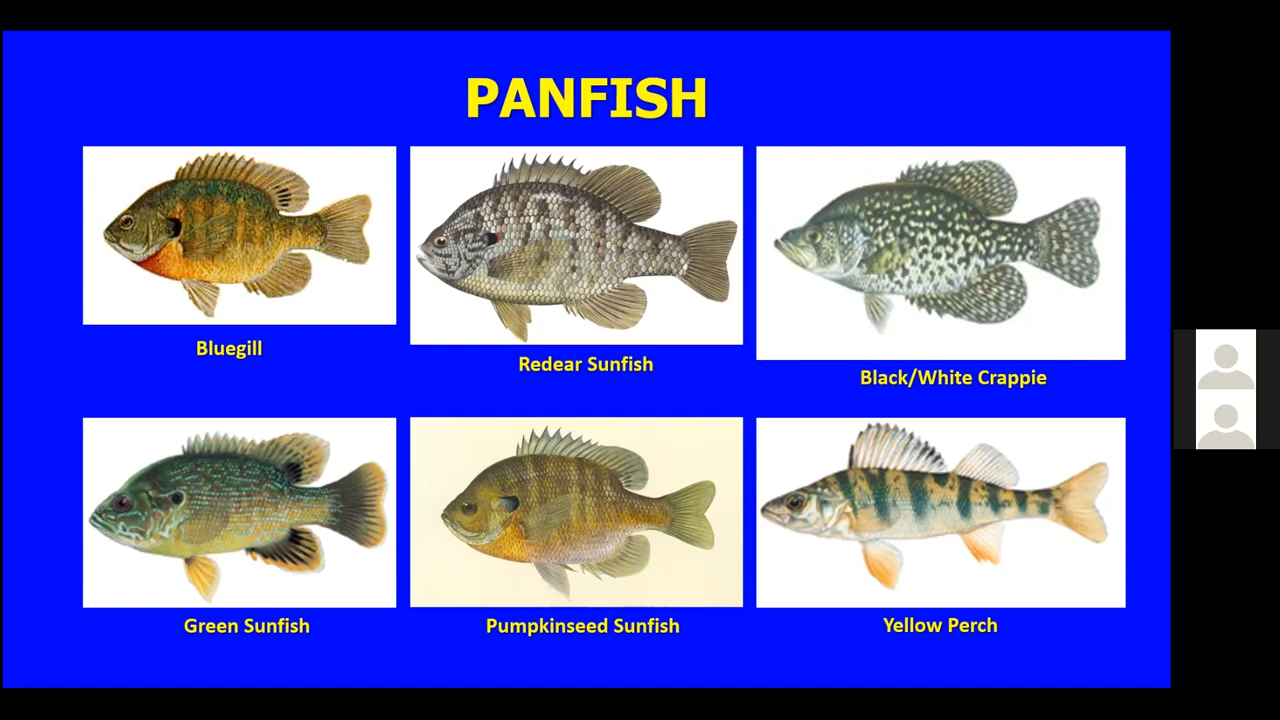 PANFISH
Bluegill
Redear Sunfish
Black/White Crappie
Green Sunfish
Pumpkinseed Sunfish
Yellow Perch